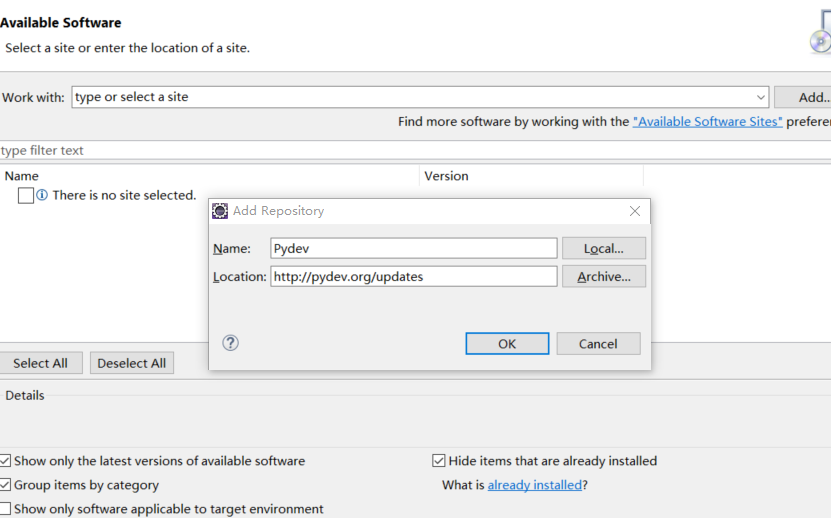 Available Software
Select a site or enter the location of a site.
Work with: type or select a site Add...
Find more software by working with the "Available Software Sites"
type filter text
Name Version
There is no site selected.
Add Repository
Name: Pydev Local...
Location: http://pydev.org/updates Archive...
OK Cancel
Select All Deselect All
Details
Show only the latest versions of available software Hide items that are already installed
Group items by category What is already installed?
Show only software applicable to target environment